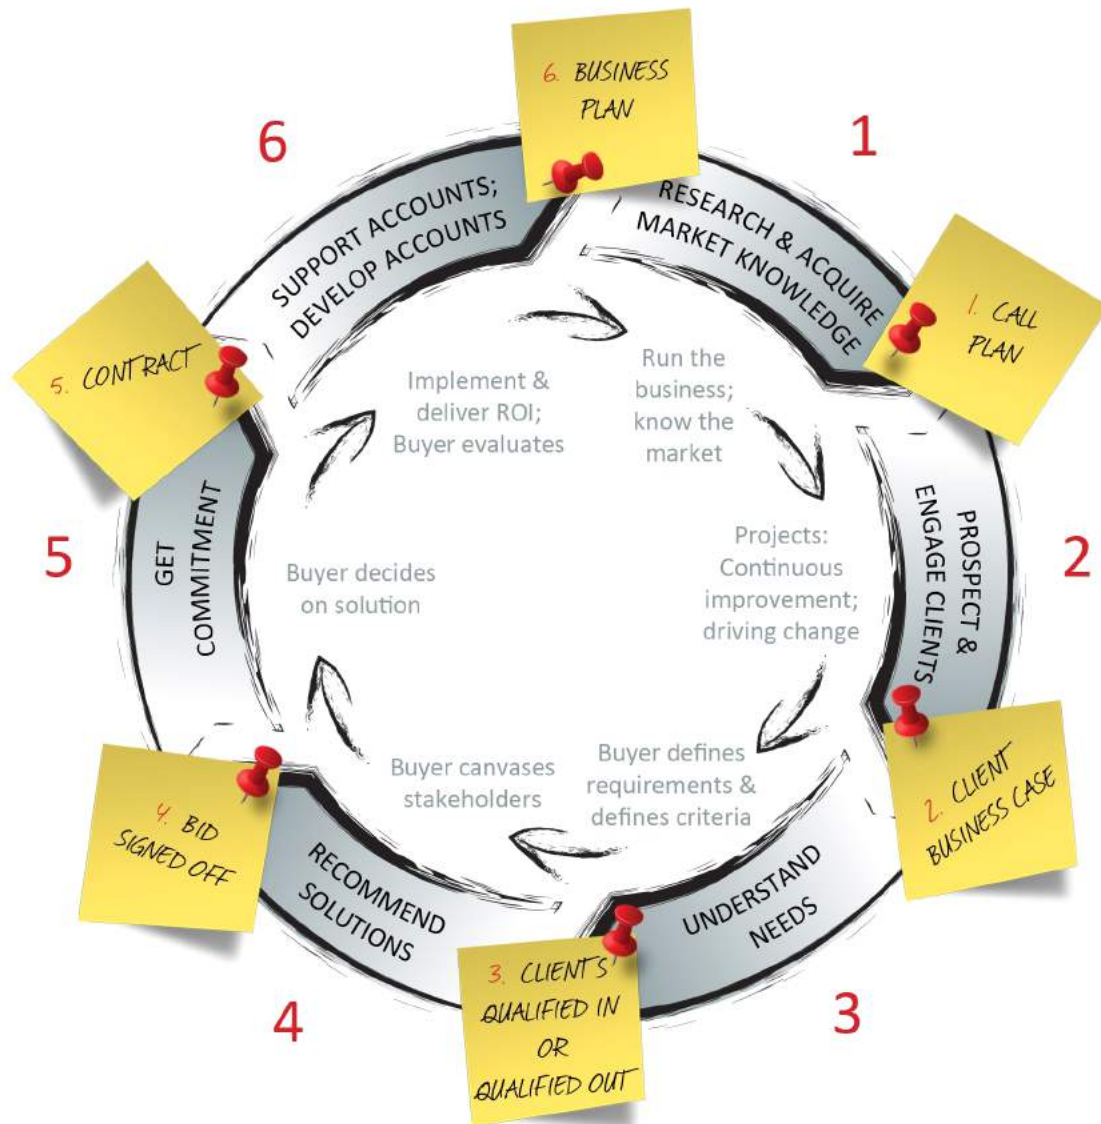 6. BUSINESS
PLAN
1
RESEARCH & ACQUIRE
MARKET KNOWLEDGE
1. CALL
PLAN
2
PROSPECT &
ENGAGE CLIENTS
2. CLIENT
BUSINESS CASE
3
UNDERSTAND
NEEDS
3. CLIENTS
QUALIFIED IN
OR
QUALIFIED OUT
4
RECOMMEND
SOLUTIONS
4. BID
SIGNED OFF
5
GET
COMMITMENT
5. CONTRACT
6
SUPPORT ACCOUNTS;
DEVELOP ACCOUNTS
Run the
business;
know the
market
Projects:
Continuous
improvement;
driving change
Buyer defines
requirements &
defines criteria
Buyer canvases
stakeholders
Buyer decides
on solution
Implement &
deliver ROI;
Buyer evaluates